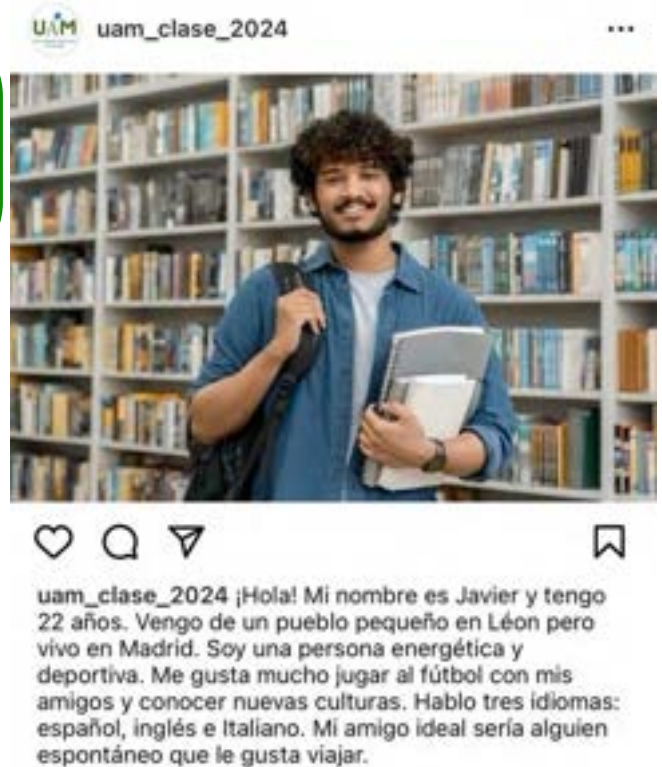 UAM uam_clase_2024
uam_clase_2024 ¡Hola! Mi nombre es Javier y tengo
22 años. Vengo de un pueblo pequeño en Léon pero
vivo en Madrid. Soy una persona energética y
deportiva. Me gusta mucho jugar al fútbol con mis
amigos y conocer nuevas culturas. Hablo tres idiomas:
español, inglés e Italiano. Mi amigo ideal sería alguien
espontáneo que le gusta viajar.